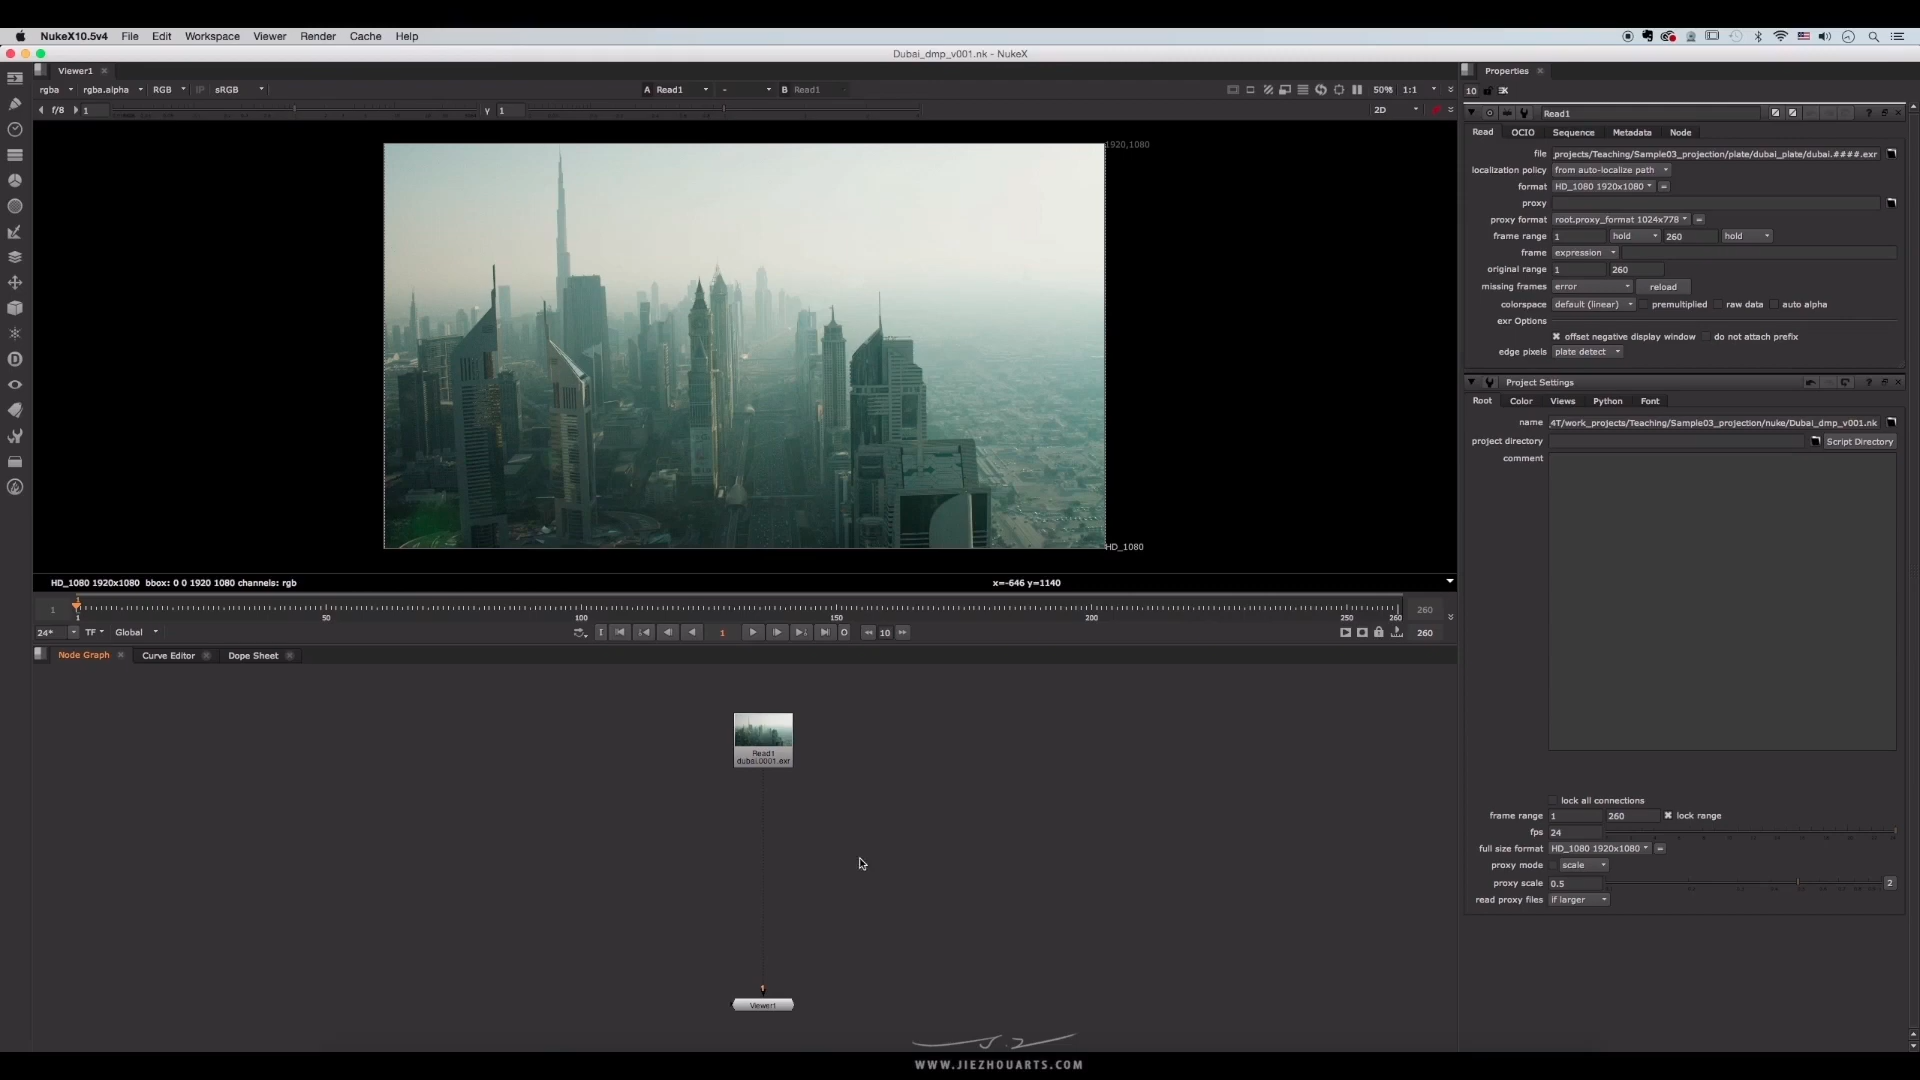 NukeX10.5v4 File Edit Workspace Viewer Render Cache Help
Dubai_dmp_v001.nk - NukeX
Viewer1
rgba rgba.alpha RGB IP sRGB A Read1 - B Read1 50% 1:1
f/8 1 Y 1 2D
1920,1080
HD_1080
HD_1080 1920x1080 bbox: 0 0 1920 1080 channels: rgb x=-646 y=1140
1 1 260
1 50 100 150 200 250 260
24* TF Global 1 10 260
Node Graph Curve Editor Dope Sheet
Read1
dubai.0001.exr
1
Viewer1
Properties
10
Read1
Read OCIO Sequence Metadata Node
file projects/Teaching/Sample03_projection/plate/dubai_plate/dubai.####.exr
localization policy from auto-localize path
format HD_1080 1920x1080 =
proxy
proxy format root.proxy_format 1024x778 =
frame range 1 hold 260 hold
frame expression
original range 1 260
missing frames error reload
colorspace default (linear) premultiplied raw data auto alpha
exr Options
offset negative display window do not attach prefix
edge pixels plate detect
Project Settings
Root Color Views Python Font
name 4T/work_projects/Teaching/Sample03_projection/nuke/Dubai_dmp_v001.nk
project directory Script Directory
comment
lock all connections
frame range 1 260 lock range
fps 24
full size format HD_1080 1920x1080 =
proxy mode scale
proxy scale 0.5 2
read proxy files if larger
J.Z
WWW.JIEZHOUARTS.COM